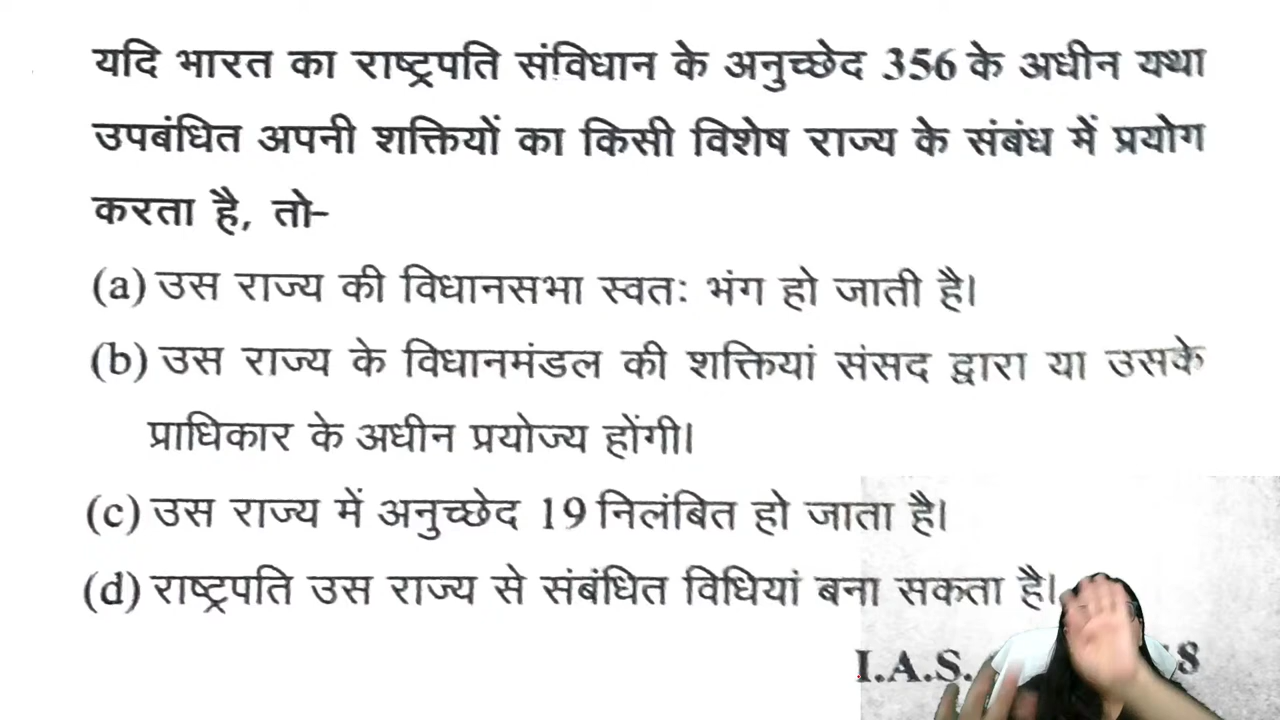 यदि भारत का राष्ट्रपति संविधान के अनुच्छेद 356 के अधीन यथा
उपबंधित अपनी शक्तियों का किसी विशेष राज्य के संबंध में प्रयोग
करता है, तो-
(a) उस राज्य की विधानसभा स्वतः भंग हो जाती है।
(b) उस राज्य के विधानमंडल की शक्तियां संसद द्वारा या उसके
प्राधिकार के अधीन प्रयोज्य होंगी।
(c) उस राज्य में अनुच्छेद 19 निलंबित हो जाता है।
(d) राष्ट्रपति उस राज्य से संबंधित विधियां बना सकता है।
I.A.S.